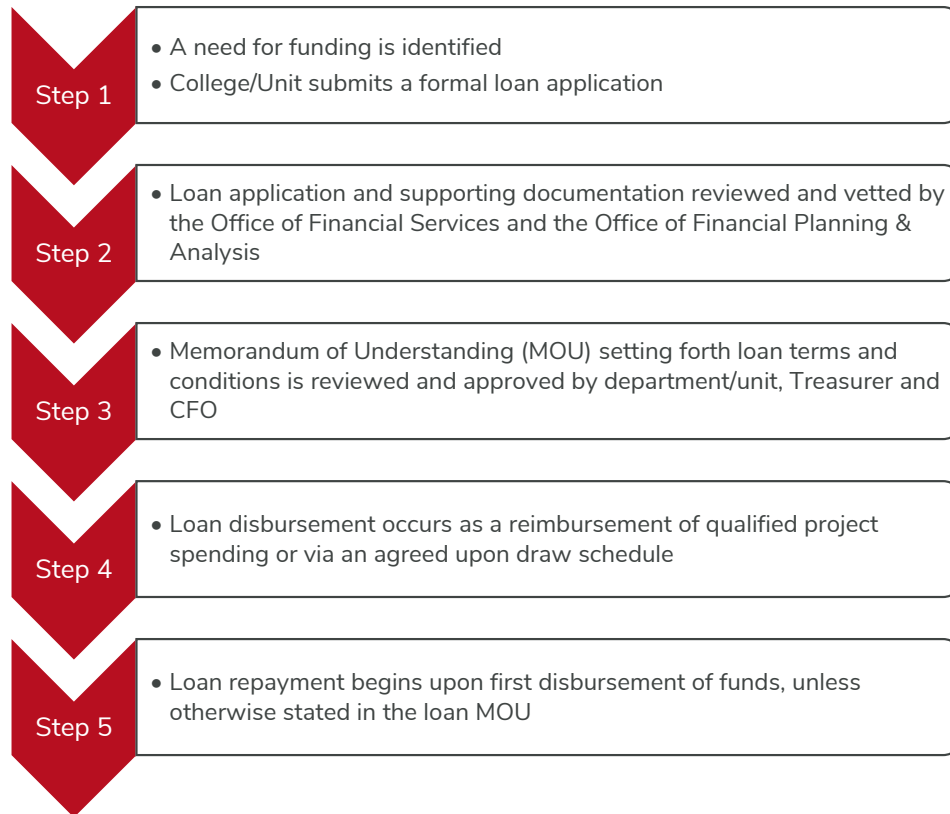 Step 1
• A need for funding is identified
• College/Unit submits a formal loan application
Step 2
• Loan application and supporting documentation reviewed and vetted by
the Office of Financial Services and the Office of Financial Planning &
Analysis
Step 3
• Memorandum of Understanding (MOU) setting forth loan terms and
conditions is reviewed and approved by department/unit, Treasurer and
CFO
Step 4
• Loan disbursement occurs as a reimbursement of qualified project
spending or via an agreed upon draw schedule
Step 5
• Loan repayment begins upon first disbursement of funds, unless
otherwise stated in the loan MOU